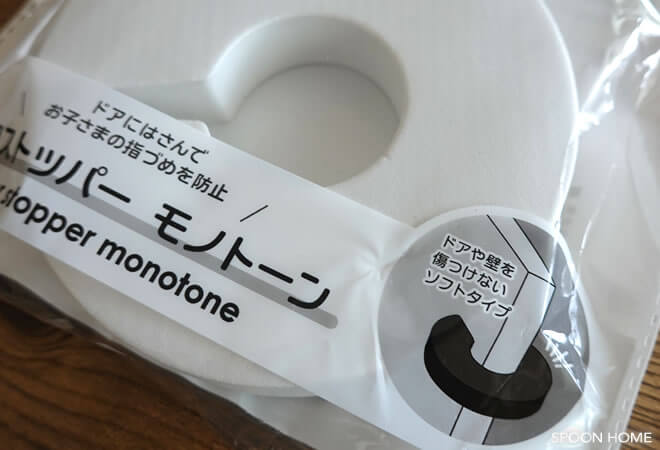 ドアにはさんで
お子さまの指づめを防止
ストッパー モノトーン
stopper monotone
ドアや壁を
傷つけない
ソフトタイプ
SPOON HOME